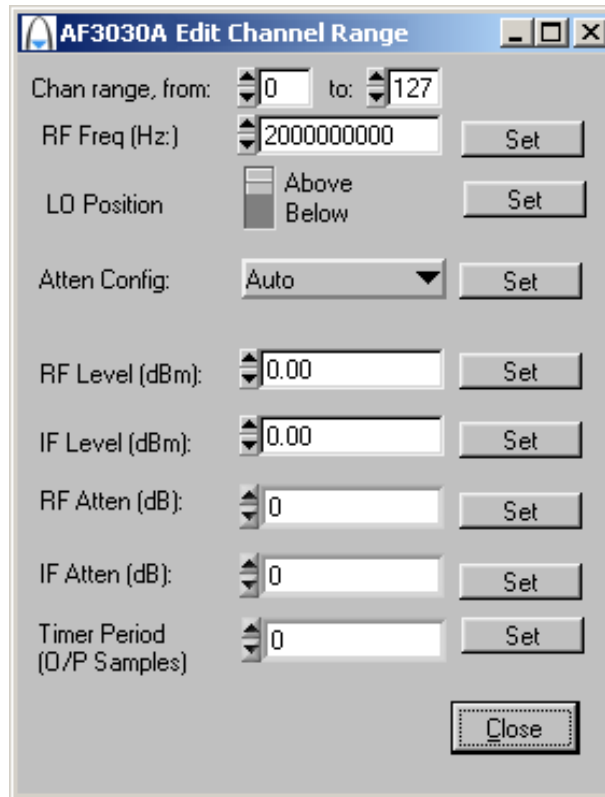 AF3030A Edit Channel Range
Chan range, from: 0 to: 127
RF Freq (Hz:) 2000000000 Set
LO Position Above Below Set
Atten Config: Auto Set
RF Level (dBm): 0.00 Set
IF Level (dBm): 0.00 Set
RF Atten (dB): 0 Set
IF Atten (dB): 0 Set
Timer Period (O/P Samples) 0 Set
Close